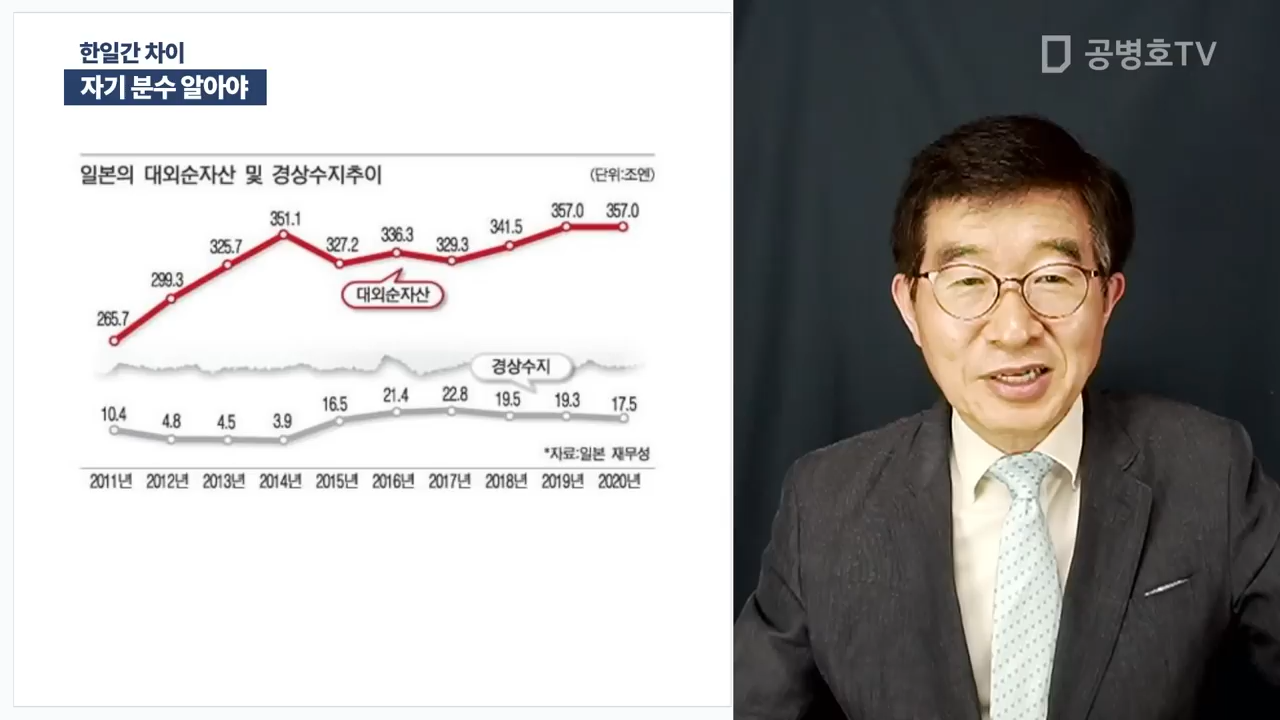 한일간 차이
자기 분수 알아야
공병호TV
일본의 대외순자산 및 경상수지추이
(단위:조엔)
265.7 299.3 325.7 351.1 327.2 336.3 329.3 341.5 357.0 357.0
대외순자산
경상수지
10.4 4.8 4.5 3.9 16.5 21.4 22.8 19.5 19.3 17.5
*자료:일본 재무성
2011년 2012년 2013년 2014년 2015년 2016년 2017년 2018년 2019년 2020년